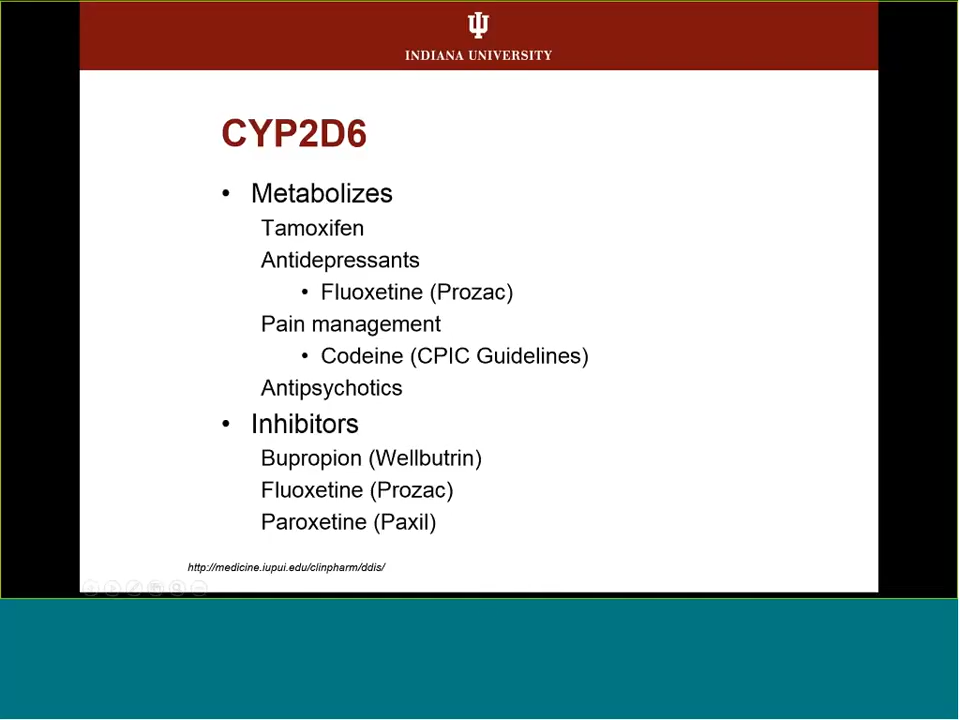 INDIANA UNIVERSITY
CYP2D6
• Metabolizes
Tamoxifen
Antidepressants
• Fluoxetine (Prozac)
Pain management
• Codeine (CPIC Guidelines)
Antipsychotics
• Inhibitors
Bupropion (Wellbutrin)
Fluoxetine (Prozac)
Paroxetine (Paxil)
http://medicine.iupui.edu/clinpharm/ddis/